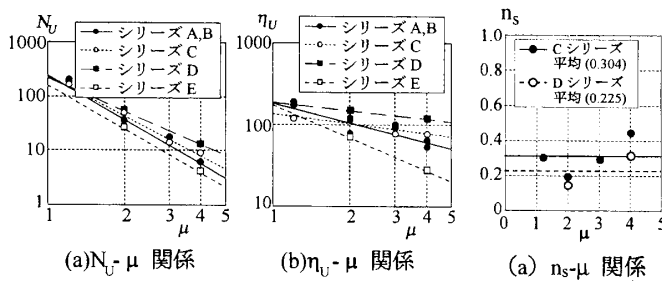 N_U
1000
100
10
1
1
2
3
4
5
μ
シリーズ A,B
シリーズ C
シリーズ D
シリーズ E
(a)N_U - μ 関係
η_U
1000
100
10
1
2
3
4
5
μ
シリーズ A,B
シリーズ C
シリーズ D
シリーズ E
(b)η_U - μ 関係
n_S
1.0
0.8
0.6
0.4
0.2
0
1
2
3
4
5
μ
C シリーズ
平均 (0.304)
D シリーズ
平均 (0.225)
(a) n_S-μ 関係